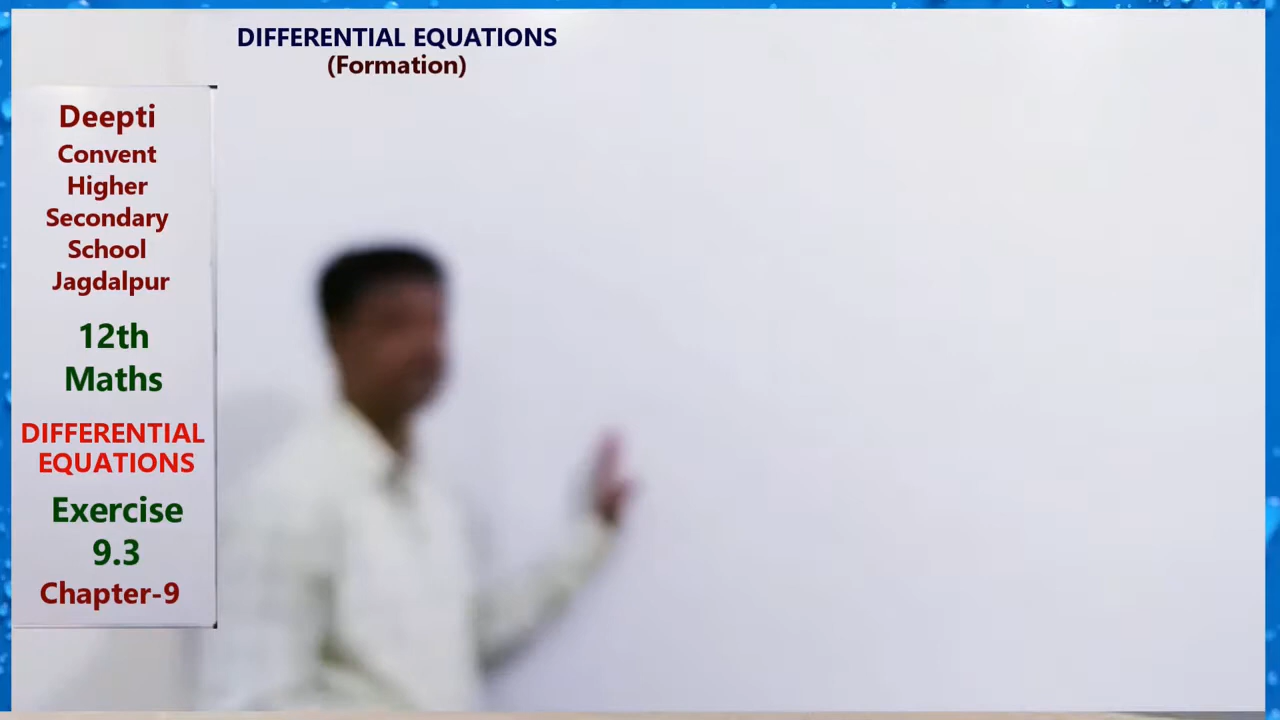 DIFFERENTIAL EQUATIONS
(Formation)
Deepti
Convent
Higher
Secondary
School
Jagdalpur
12th
Maths
DIFFERENTIAL
EQUATIONS
Exercise
9.3
Chapter-9